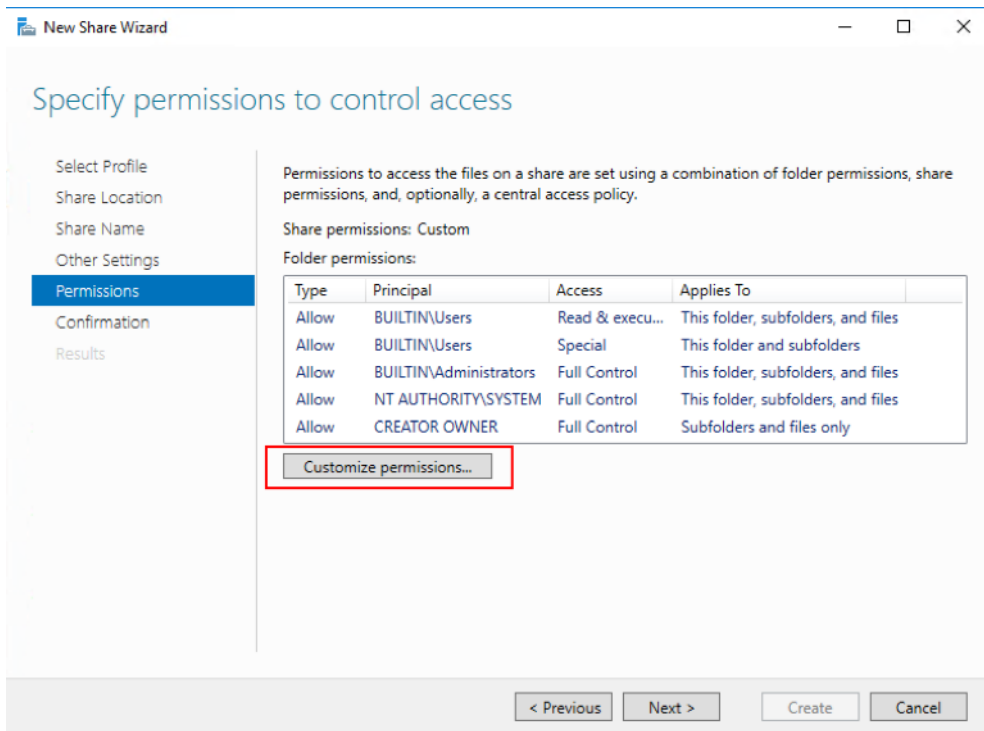 New Share Wizard
Specify permissions to control access
Select Profile
Share Location
Share Name
Other Settings
Permissions
Confirmation
Results
Permissions to access the files on a share are set using a combination of folder permissions, share
permissions, and, optionally, a central access policy.
Share permissions: Custom
Folder permissions:
Type Principal Access Applies To
Allow BUILTIN\Users Read & execu... This folder, subfolders, and files
Allow BUILTIN\Users Special This folder and subfolders
Allow BUILTIN\Administrators Full Control This folder, subfolders, and files
Allow NT AUTHORITY\SYSTEM Full Control This folder, subfolders, and files
Allow CREATOR OWNER Full Control Subfolders and files only
Customize permissions...
< Previous Next > Create Cancel